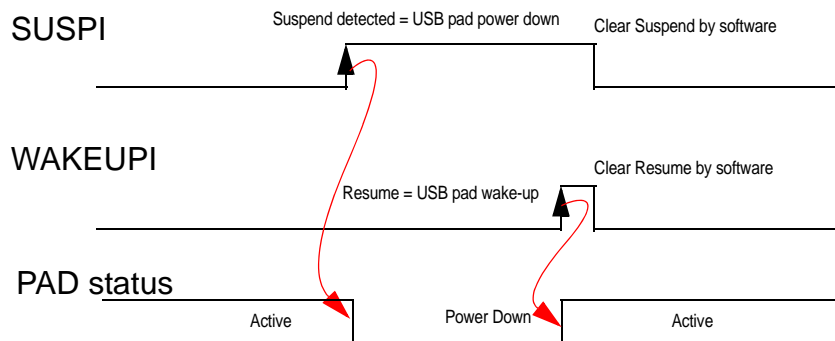 SUSPI
Suspend detected = USB pad power down
Clear Suspend by software
WAKEUPI
Clear Resume by software
Resume = USB pad wake-up
PAD status
Active
Power Down
Active